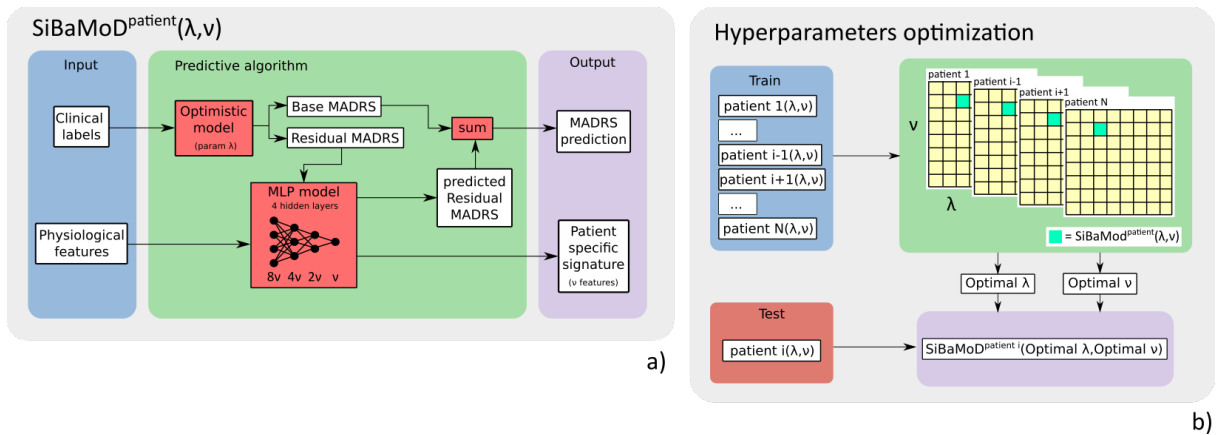 SiBaMoD^patient(λ,ν)
Input
Clinical
labels
Physiological
features
Predictive algorithm
Optimistic
model
(param λ)
Base MADRS
Residual MADRS
sum
MLP model
4 hidden layers
8ν 4ν 2ν ν
predicted
Residual
MADRS
Output
MADRS
prediction
Patient
specific
signature
(ν features)
a)
Hyperparameters optimization
Train
patient 1(λ,ν)
...
patient i-1(λ,ν)
patient i+1(λ,ν)
...
patient N(λ,ν)
patient 1
patient i-1
patient i+1
patient N
ν
λ
= SiBaMod^patient(λ,ν)
Optimal λ
Optimal ν
Test
patient i(λ,ν)
SiBaMoD^patient i(Optimal λ,Optimal ν)
b)